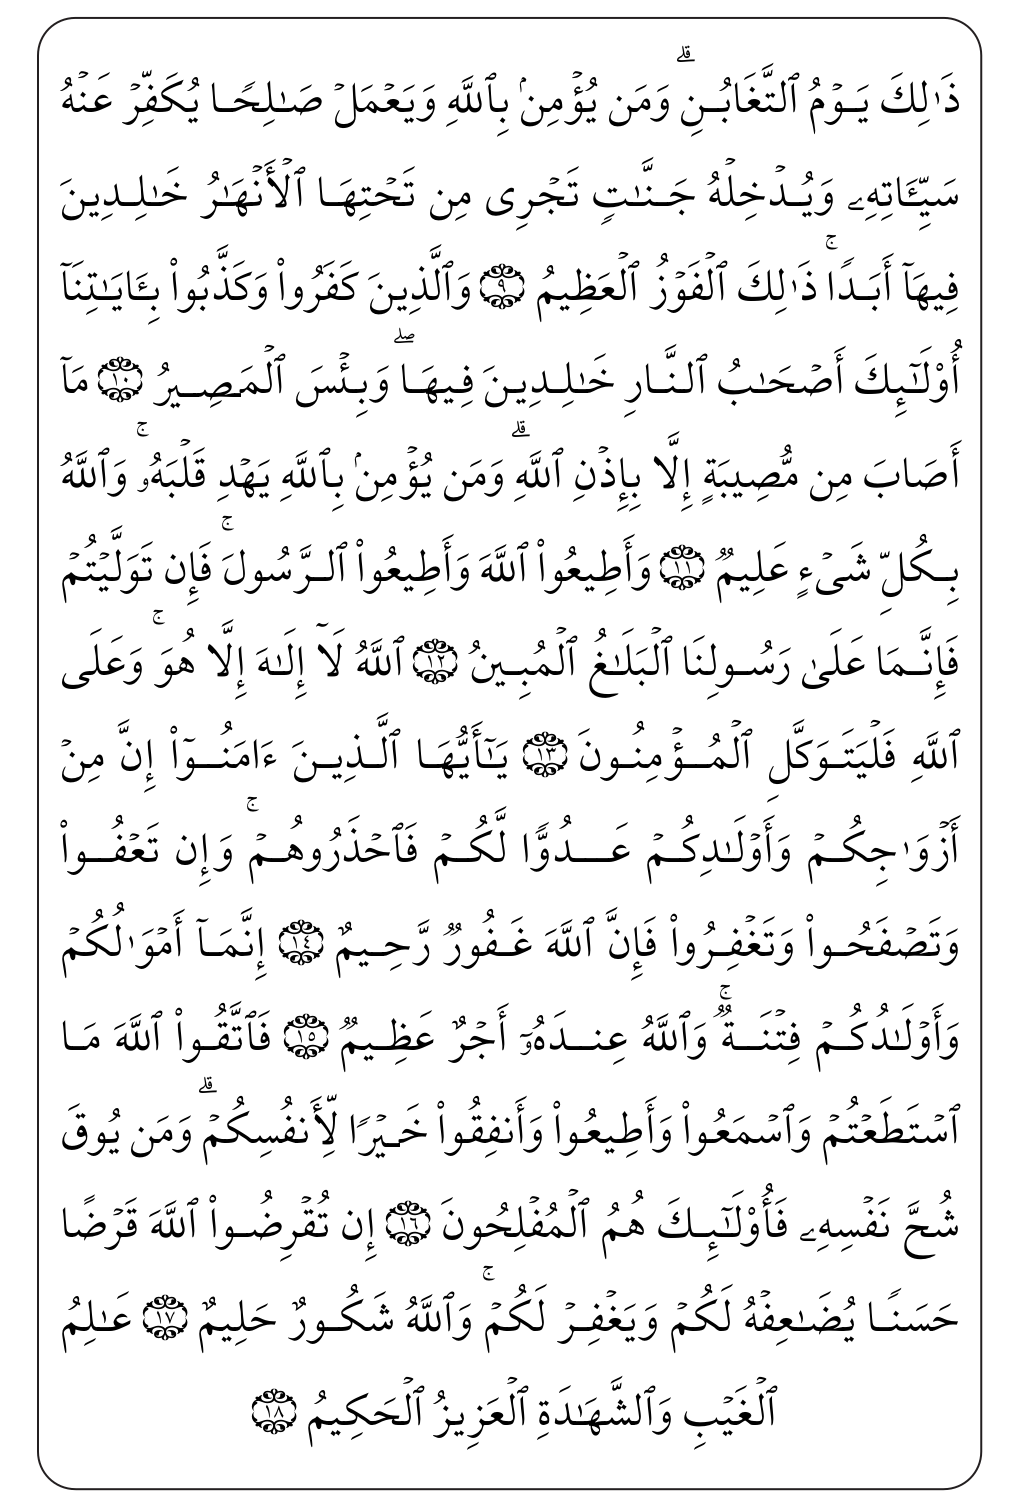 ذَٰلِكَ يَوۡمُ ٱلتَّغَابُنِۗ وَمَن يُؤۡمِنۢ بِٱللَّهِ وَيَعۡمَلۡ صَٰلِحٗا يُكَفِّرۡ عَنۡهُ
سَيِّـَٔاتِهِۦ وَيُدۡخِلۡهُ جَنَّٰتٖ تَجۡرِي مِن تَحۡتِهَا ٱلۡأَنۡهَٰرُ خَٰلِدِينَ
فِيهَآ أَبَدٗاۚ ذَٰلِكَ ٱلۡفَوۡزُ ٱلۡعَظِيمُ ٩ وَٱلَّذِينَ كَفَرُواْ وَكَذَّبُواْ بِـَٔايَٰتِنَآ
أُوْلَٰٓئِكَ أَصۡحَٰبُ ٱلنَّارِ خَٰلِدِينَ فِيهَاۖ وَبِئۡسَ ٱلۡمَصِيرُ ١٠ مَآ
أَصَابَ مِن مُّصِيبَةٍ إِلَّا بِإِذۡنِ ٱللَّهِۗ وَمَن يُؤۡمِنۢ بِٱللَّهِ يَهۡدِ قَلۡبَهُۥۚ وَٱللَّهُ
بِكُلِّ شَيۡءٍ عَلِيمٞ ١١ وَأَطِيعُواْ ٱللَّهَ وَأَطِيعُواْ ٱلرَّسُولَۚ فَإِن تَوَلَّيۡتُمۡ
فَإِنَّمَا عَلَىٰ رَسُولِنَا ٱلۡبَلَٰغُ ٱلۡمُبِينُ ١٢ ٱللَّهُ لَآ إِلَٰهَ إِلَّا هُوَۚ وَعَلَى
ٱللَّهِ فَلۡيَتَوَكَّلِ ٱلۡمُؤۡمِنُونَ ١٣ يَٰٓأَيُّهَا ٱلَّذِينَ ءَامَنُوٓاْ إِنَّ مِنۡ
أَزۡوَٰجِكُمۡ وَأَوۡلَٰدِكُمۡ عَدُوّٗا لَّكُمۡ فَٱحۡذَرُوهُمۡۚ وَإِن تَعۡفُواْ
وَتَصۡفَحُواْ وَتَغۡفِرُواْ فَإِنَّ ٱللَّهَ غَفُورٞ رَّحِيمٌ ١٤ إِنَّمَآ أَمۡوَٰلُكُمۡ
وَأَوۡلَٰدُكُمۡ فِتۡنَةٞۚ وَٱللَّهُ عِندَهُۥٓ أَجۡرٌ عَظِيمٞ ١٥ فَٱتَّقُواْ ٱللَّهَ مَا
ٱسۡتَطَعۡتُمۡ وَٱسۡمَعُواْ وَأَطِيعُواْ وَأَنفِقُواْ خَيۡرٗا لِّأَنفُسِكُمۡۗ وَمَن يُوقَ
شُحَّ نَفۡسِهِۦ فَأُوْلَٰٓئِكَ هُمُ ٱلۡمُفۡلِحُونَ ١٦ إِن تُقۡرِضُواْ ٱللَّهَ قَرۡضًا
حَسَنٗا يُضَٰعِفۡهُ لَكُمۡ وَيَغۡفِرۡ لَكُمۡۚ وَٱللَّهُ شَكُورٌ حَلِيمٌ ١٧ عَٰلِمُ
ٱلۡغَيۡبِ وَٱلشَّهَٰدَةِ ٱلۡعَزِيزُ ٱلۡحَكِيمُ ١٨